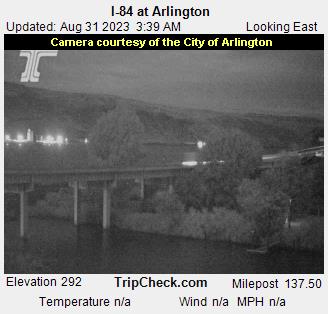 I-84 at Arlington
Updated: Aug 31 2023 3:39 AM Looking East
Camera courtesy of the City of Arlington
Elevation 292 TripCheck.com Milepost 137.50
Temperature n/a Wind n/a MPH n/a